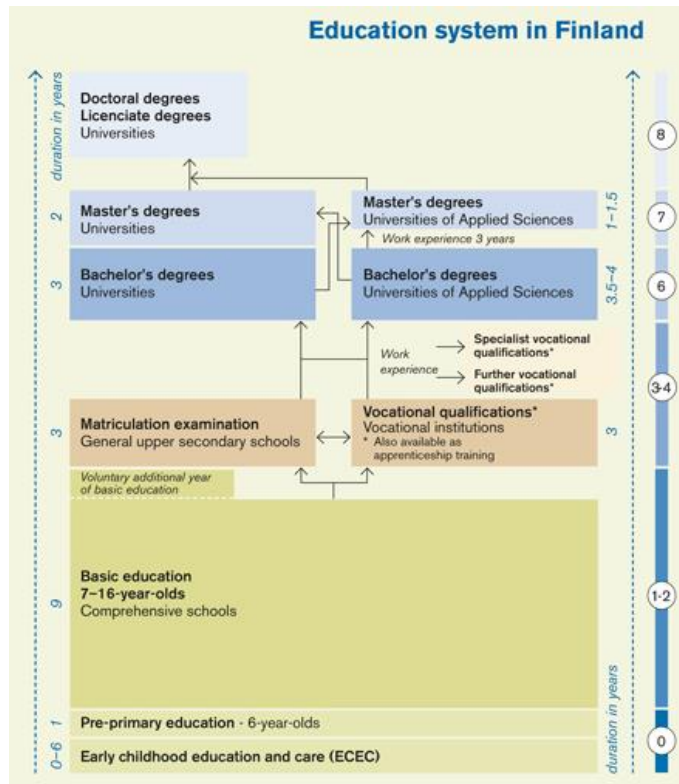 Education system in Finland
duration in years
Doctoral degrees
Licenciate degrees
Universities
8
2
Master's degrees
Universities
Master's degrees
Universities of Applied Sciences
1–1.5
7
Work experience 3 years
3
Bachelor's degrees
Universities
Bachelor's degrees
Universities of Applied Sciences
3.5–4
6
Work
experience
Specialist vocational
qualifications*
Further vocational
qualifications*
3-4
3
Matriculation examination
General upper secondary schools
Vocational qualifications*
Vocational institutions
* Also available as
apprenticeship training
3
Voluntary additional year
of basic education
9
Basic education
7–16-year-olds
Comprehensive schools
1-2
1
Pre-primary education - 6-year-olds
0–6
Early childhood education and care (ECEC)
duration in years
0